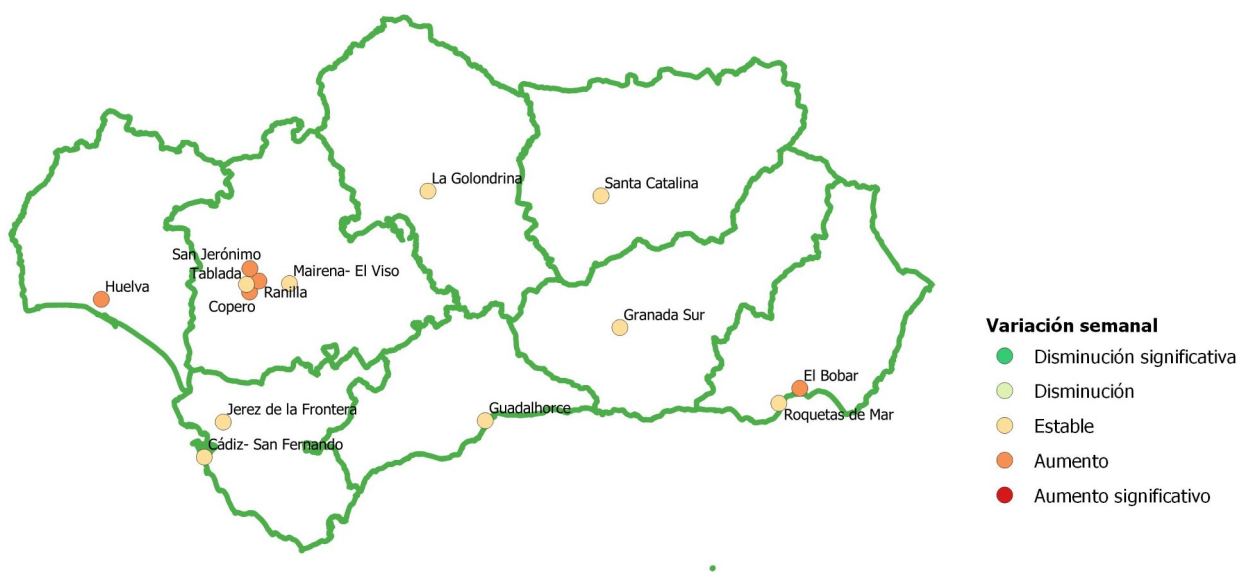 La Golondrina
Santa Catalina
San Jerónimo
Tablada
Mairena- El Viso
Ranilla
Copero
Huelva
Granada Sur
El Bobar
Roquetas de Mar
Jerez de la Frontera
Guadalhorce
Cádiz- San Fernando
Variación semanal
Disminución significativa
Disminución
Estable
Aumento
Aumento significativo